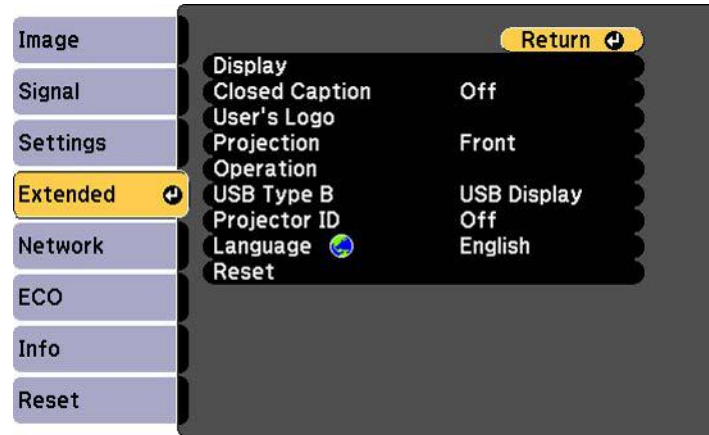 Image
Signal
Settings
Extended
Network
ECO
Info
Reset
Return
Display
Closed Caption Off
User's Logo
Projection Front
Operation
USB Type B USB Display
Projector ID Off
Language English
Reset